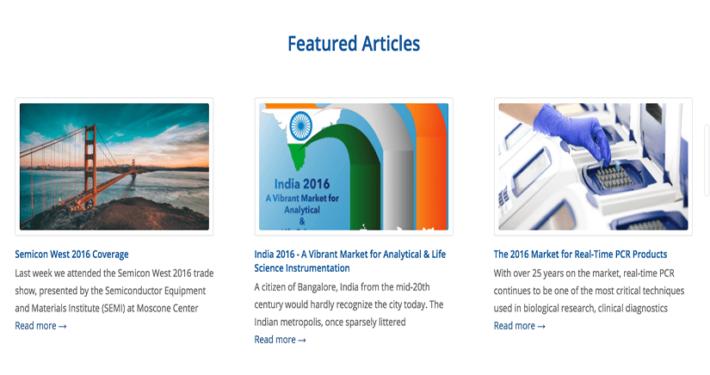 Featured Articles
India 2016
A Vibrant Market for
Analytical
&
Semicon West 2016 Coverage
Last week we attended the Semicon West 2016 trade
show, presented by the Semiconductor Equipment
and Materials Institute (SEMI) at Moscone Center
Read more →
India 2016 - A Vibrant Market for Analytical & Life
Science Instrumentation
A citizen of Bangalore, India from the mid-20th
century would hardly recognize the city today. The
Indian metropolis, once sparsely littered
Read more →
The 2016 Market for Real-Time PCR Products
With over 25 years on the market, real-time PCR
continues to be one of the most critical techniques
used in biological research, clinical diagnostics
Read more →